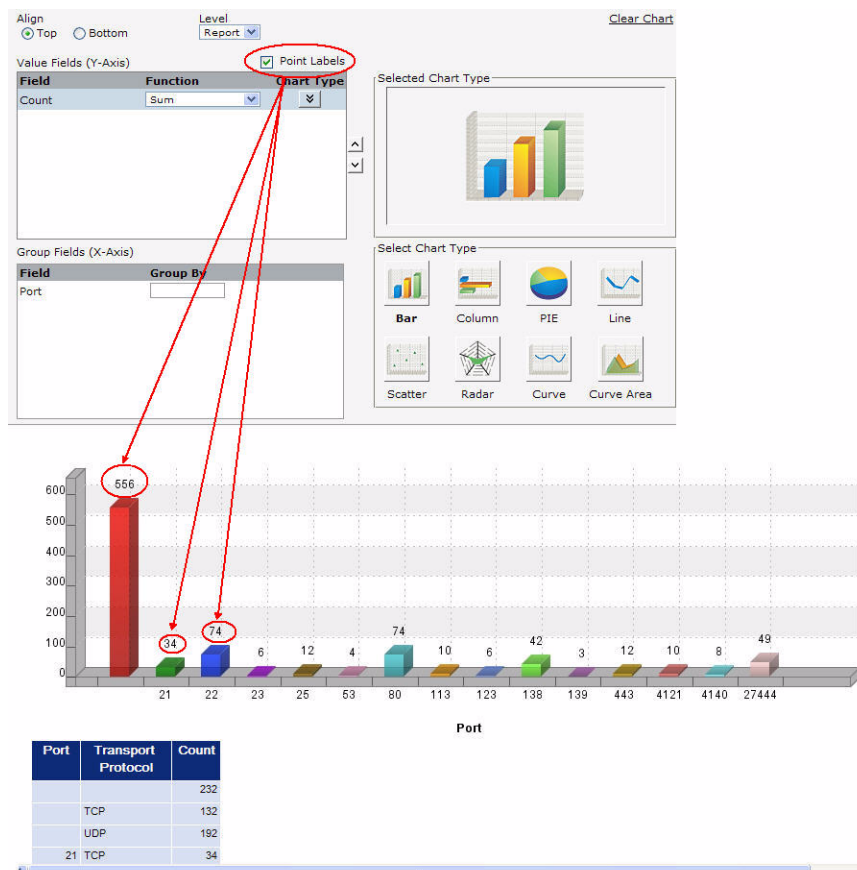 Align Level Clear Chart
Top Bottom Report
Value Fields (Y-Axis) Point Labels
Field Function Chart Type
Count Sum
Selected Chart Type
Group Fields (X-Axis)
Field Group By
Port
Select Chart Type
Bar Column PIE Line
Scatter Radar Curve Curve Area
600
500
400
300
200
100
0
556 34 74 6 12 4 74 10 6 42 3 12 10 8 49
21 22 23 25 53 80 113 123 138 139 443 4121 4140 27444
Port
Port Transport Protocol Count
232
TCP 132
UDP 192
21 TCP 34